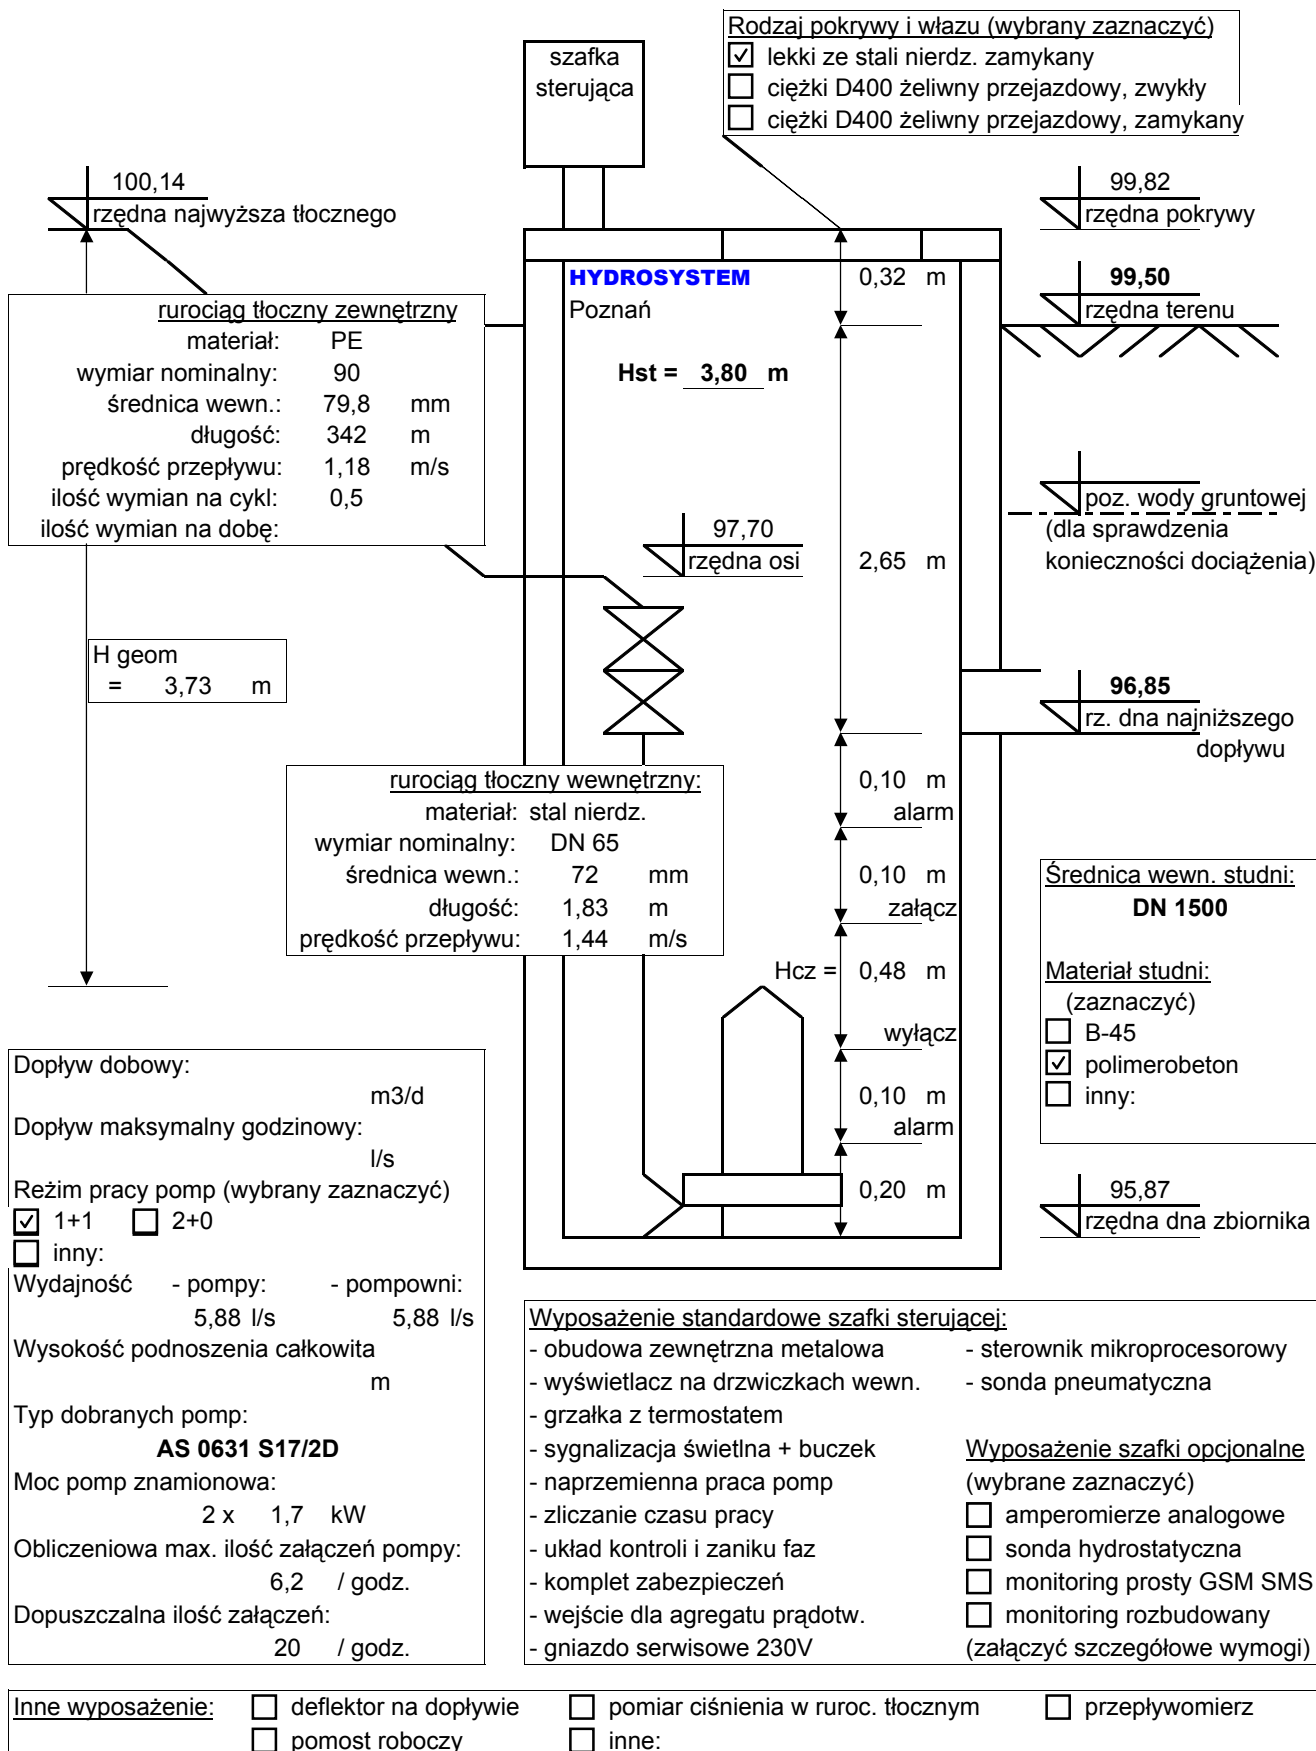 Rodzaj pokrywy i włazu (wybrany zaznaczyć)
lekki ze stali nierdz. zamykany
ciężki D400 żeliwny przejazdowy, zwykły
ciężki D400 żeliwny przejazdowy, zamykany
szafka
sterująca
100,14
rzędna najwyższa tłocznego
99,82
rzędna pokrywy
HYDROSYSTEM
Poznań
0,32 m
99,50
rzędna terenu
Hst = 3,80 m
rurociąg tłoczny zewnętrzny
materiał: PE
wymiar nominalny: 90
średnica wewn.: 79,8 mm
długość: 342 m
prędkość przepływu: 1,18 m/s
ilość wymian na cykl: 0,5
ilość wymian na dobę:
97,70
rzędna osi
2,65 m
poz. wody gruntowej
(dla sprawdzenia
konieczności dociążenia)
H geom
= 3,73 m
96,85
rz. dna najniższego
dopływu
rurociąg tłoczny wewnętrzny:
materiał: stal nierdz.
wymiar nominalny: DN 65
średnica wewn.: 72 mm
długość: 1,83 m
prędkość przepływu: 1,44 m/s
0,10 m
alarm
0,10 m
załącz
Hcz = 0,48 m
wyłącz
0,10 m
alarm
0,20 m
Średnica wewn. studni:
DN 1500
Materiał studni:
(zaznaczyć)
B-45
polimerobeton
inny:
95,87
rzędna dna zbiornika
Dopływ dobowy:
m3/d
Dopływ maksymalny godzinowy:
l/s
Reżim pracy pomp (wybrany zaznaczyć)
1+1 2+0
inny:
Wydajność - pompy: - pompowni:
5,88 l/s 5,88 l/s
Wysokość podnoszenia całkowita
m
Typ dobranych pomp:
AS 0631 S17/2D
Moc pomp znamionowa:
2 x 1,7 kW
Obliczeniowa max. ilość załączeń pompy:
6,2 / godz.
Dopuszczalna ilość załączeń:
20 / godz.
Wyposażenie standardowe szafki sterującej:
- obudowa zewnętrzna metalowa
- wyświetlacz na drzwiczkach wewn.
- grzałka z termostatem
- sygnalizacja świetlna + buczek
- naprzemienna praca pomp
- zliczanie czasu pracy
- układ kontroli i zaniku faz
- komplet zabezpieczeń
- wejście dla agregatu prądotw.
- gniazdo serwisowe 230V
- sterownik mikroprocesorowy
- sonda pneumatyczna
Wyposażenie szafki opcjonalne
(wybrane zaznaczyć)
amperomierze analogowe
sonda hydrostatyczna
monitoring prosty GSM SMS
monitoring rozbudowany
(załączyć szczegółowe wymogi)
Inne wyposażenie: deflektor na dopływie pomiar ciśnienia w ruroc. tłocznym przepływomierz
pomost roboczy inne: